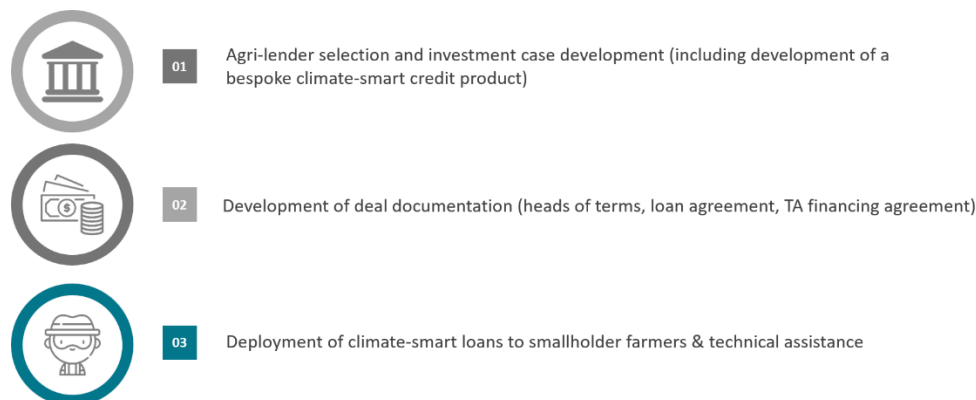 01
Agri-lender selection and investment case development (including development of a
bespoke climate-smart credit product)
02
Development of deal documentation (heads of terms, loan agreement, TA financing agreement)
03
Deployment of climate-smart loans to smallholder farmers & technical assistance